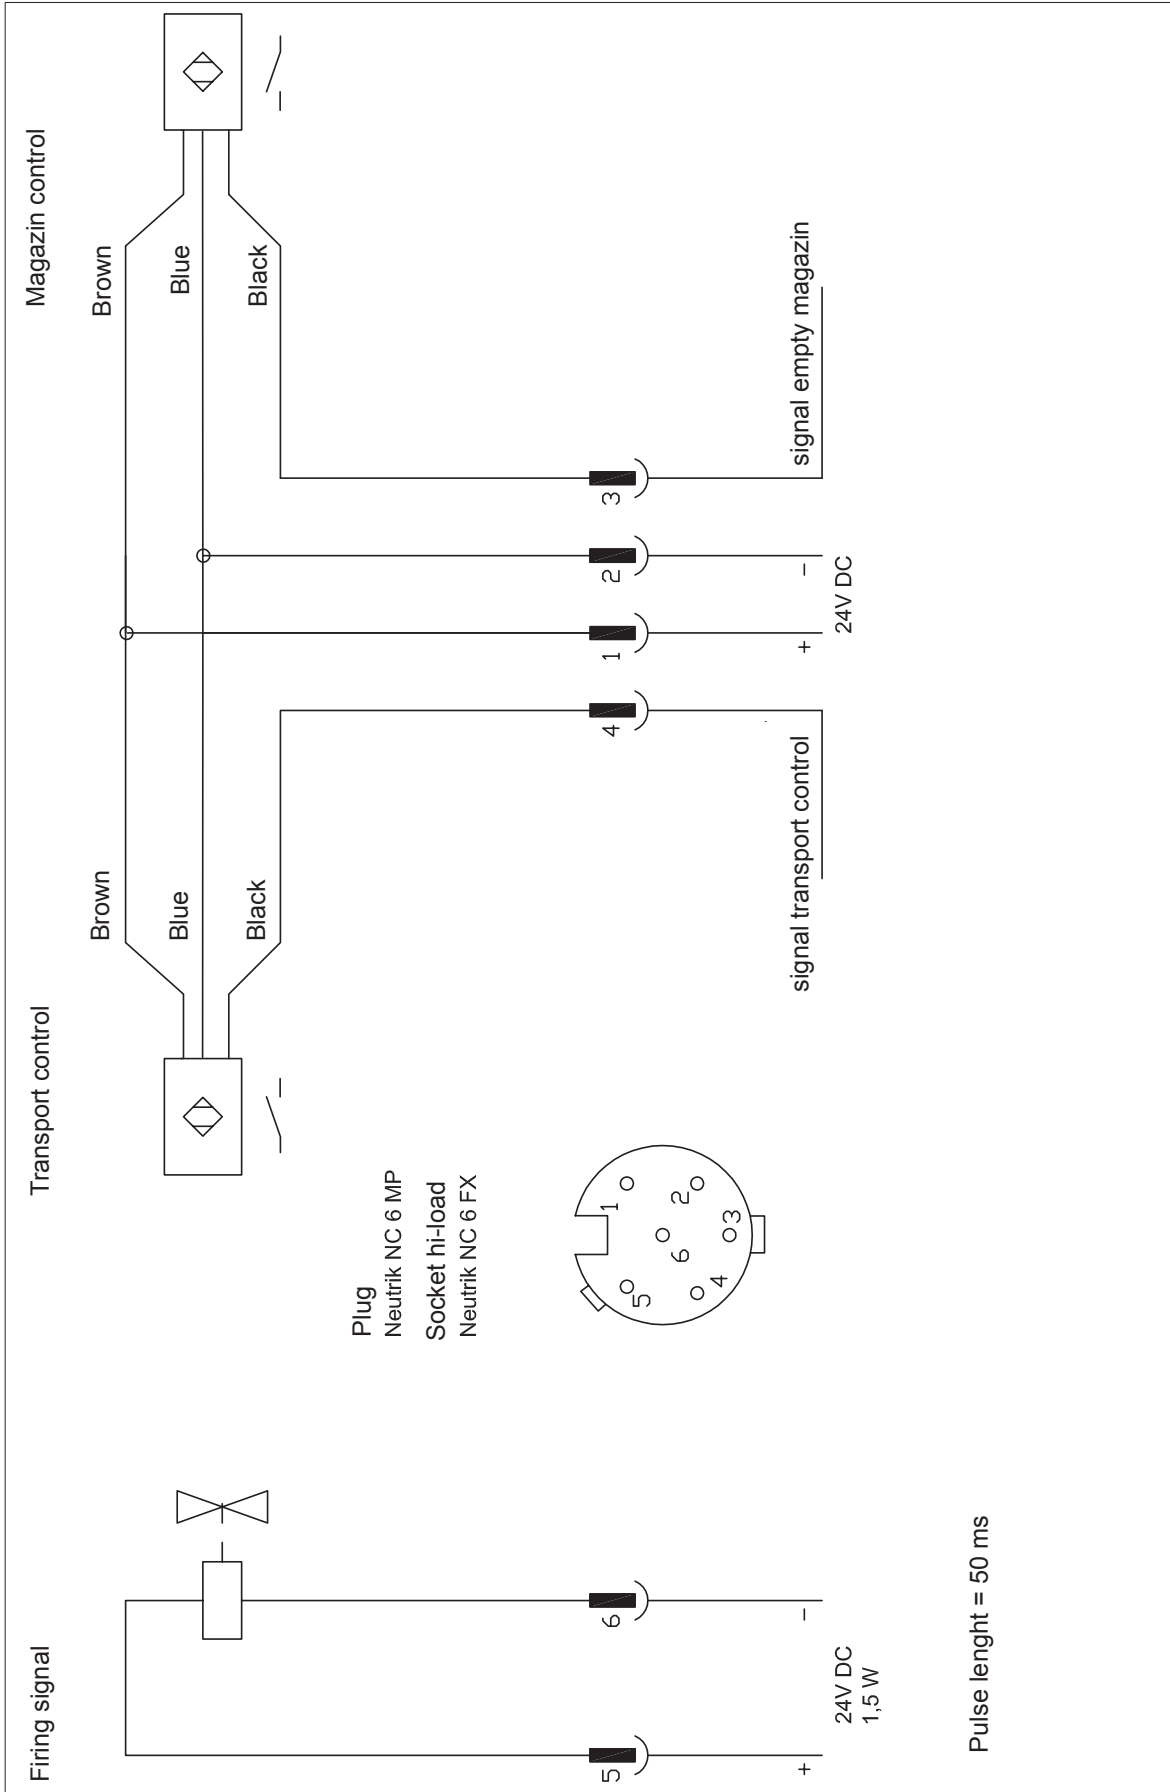 Firing signal
Transport control
Magazin control
Brown
Brown
Blue
Blue
Black
Black
Plug
Neutrik NC 6 MP
Socket hi-load
Neutrik NC 6 FX
5
6
4
1
2
3
1
2
3
4
5
6
+
-
24V DC
1,5 W
signal transport control
+
-
24V DC
signal empty magazin
Pulse lenght = 50 ms